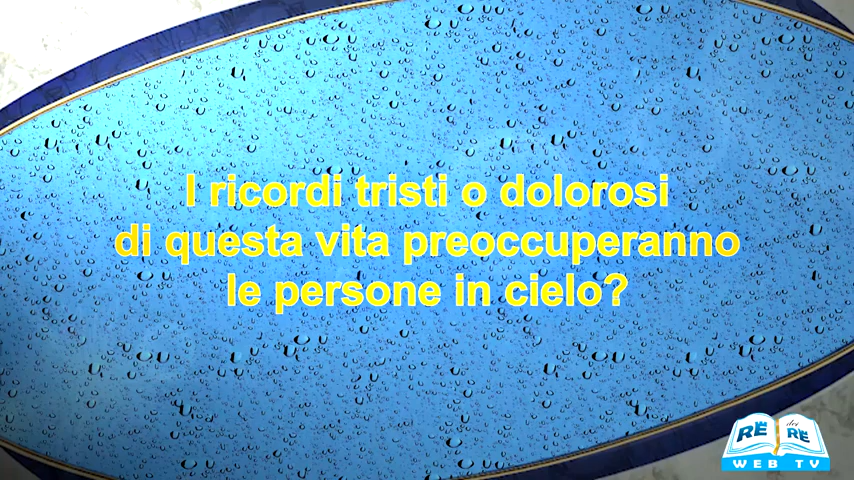 I ricordi tristi o dolorosi
di questa vita preoccuperanno
le persone in cielo?
RE dei RE
WEB TV